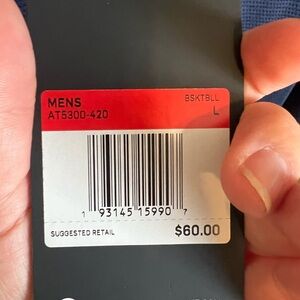 MENS BSKTBLL
AT5300-420 L
1 93145 15990 7
SUGGESTED RETAIL $60.00